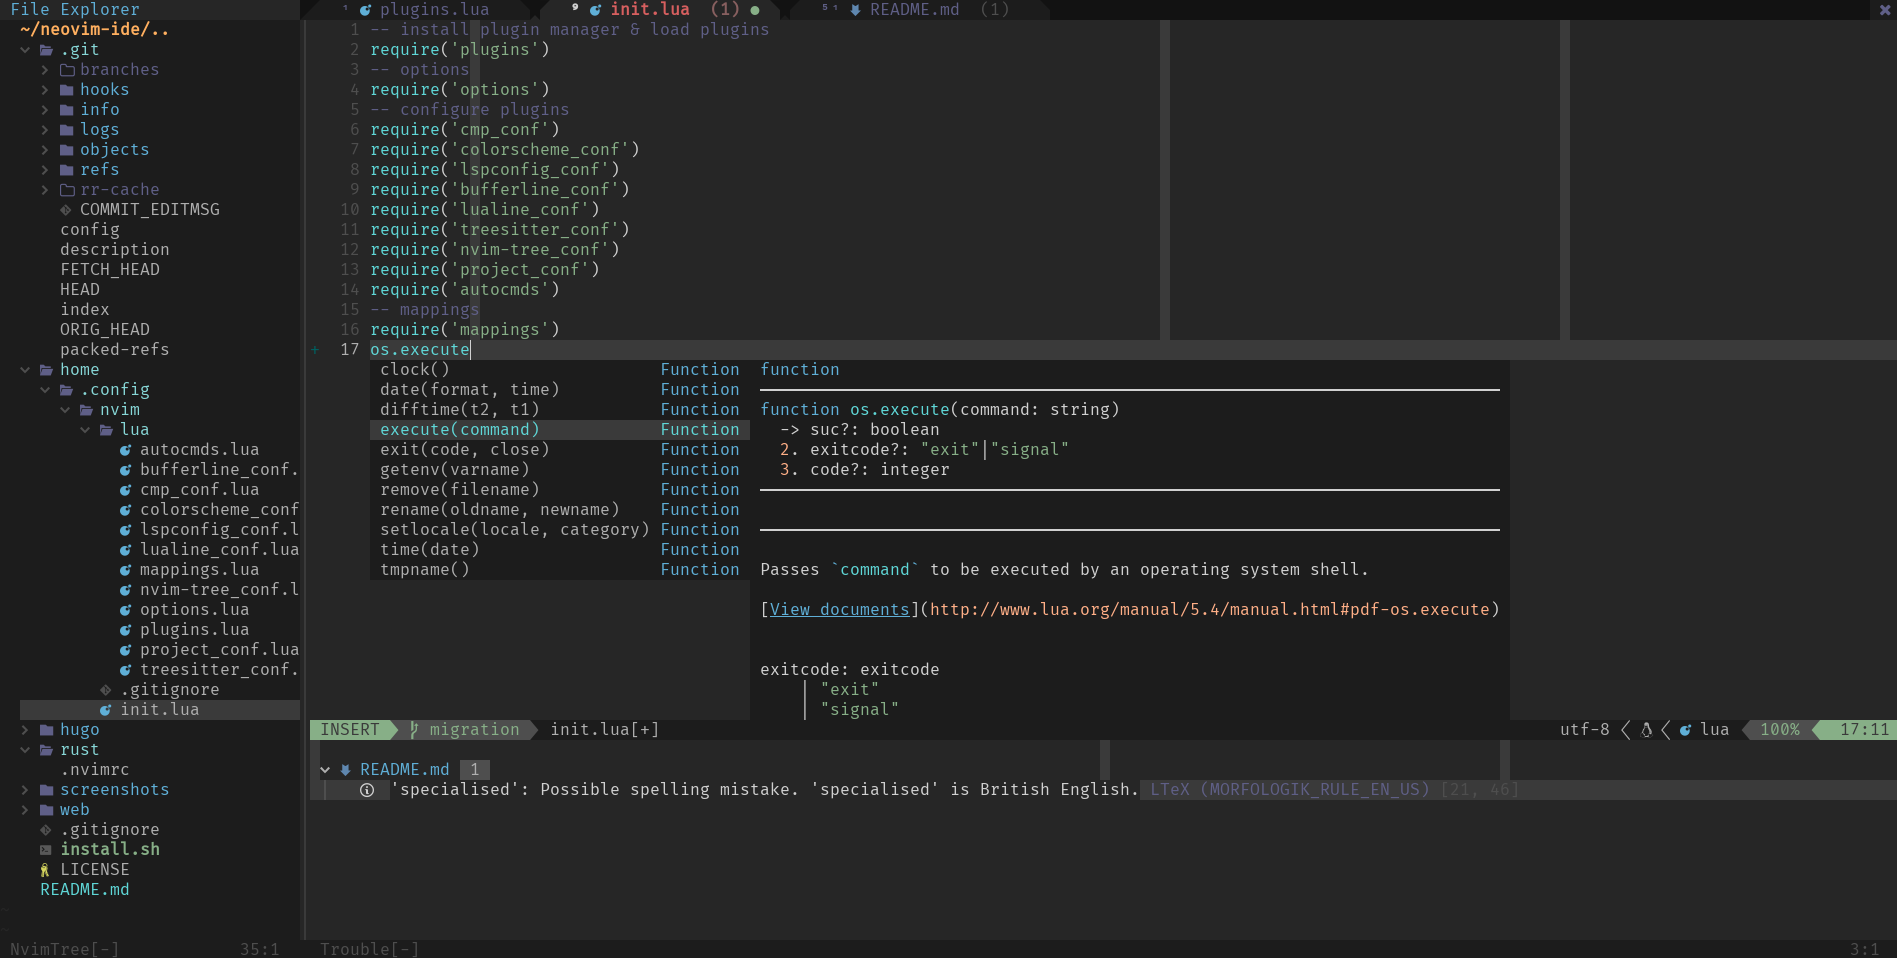 File Explorer
~/neovim-ide/..
.git
branches
hooks
info
logs
objects
refs
rr-cache
COMMIT_EDITMSG
config
description
FETCH_HEAD
HEAD
index
ORIG_HEAD
packed-refs
home
.config
nvim
lua
autocmds.lua
bufferline_conf.
cmp_conf.lua
colorscheme_conf
lspconfig_conf.l
lualine_conf.lua
mappings.lua
nvim-tree_conf.l
options.lua
plugins.lua
project_conf.lua
treesitter_conf.
.gitignore
init.lua
hugo
rust
.nvimrc
screenshots
web
.gitignore
install.sh
LICENSE
README.md
NvimTree[-] 35:1
¹ plugins.lua ⁹ init.lua (1) ● ⁵¹ README.md (1)
1 -- install plugin manager & load plugins
2 require('plugins')
3 -- options
4 require('options')
5 -- configure plugins
6 require('cmp_conf')
7 require('colorscheme_conf')
8 require('lspconfig_conf')
9 require('bufferline_conf')
10 require('lualine_conf')
11 require('treesitter_conf')
12 require('nvim-tree_conf')
13 require('project_conf')
14 require('autocmds')
15 -- mappings
16 require('mappings')
+ 17 os.execute
clock() Function
date(format, time) Function
difftime(t2, t1) Function
execute(command) Function
exit(code, close) Function
getenv(varname) Function
remove(filename) Function
rename(oldname, newname) Function
setlocale(locale, category) Function
time(date) Function
tmpname() Function
function
function os.execute(command: string)
-> suc?: boolean
2. exitcode?: "exit"|"signal"
3. code?: integer
Passes `command` to be executed by an operating system shell.
[View documents](http://www.lua.org/manual/5.4/manual.html#pdf-os.execute)
exitcode: exitcode
| "exit"
| "signal"
INSERT migration init.lua[+] utf-8 lua 100% 17:11
README.md 1
'specialised': Possible spelling mistake. 'specialised' is British English. LTeX (MORFOLOGIK_RULE_EN_US) [21, 46]
Trouble[-] 3:1